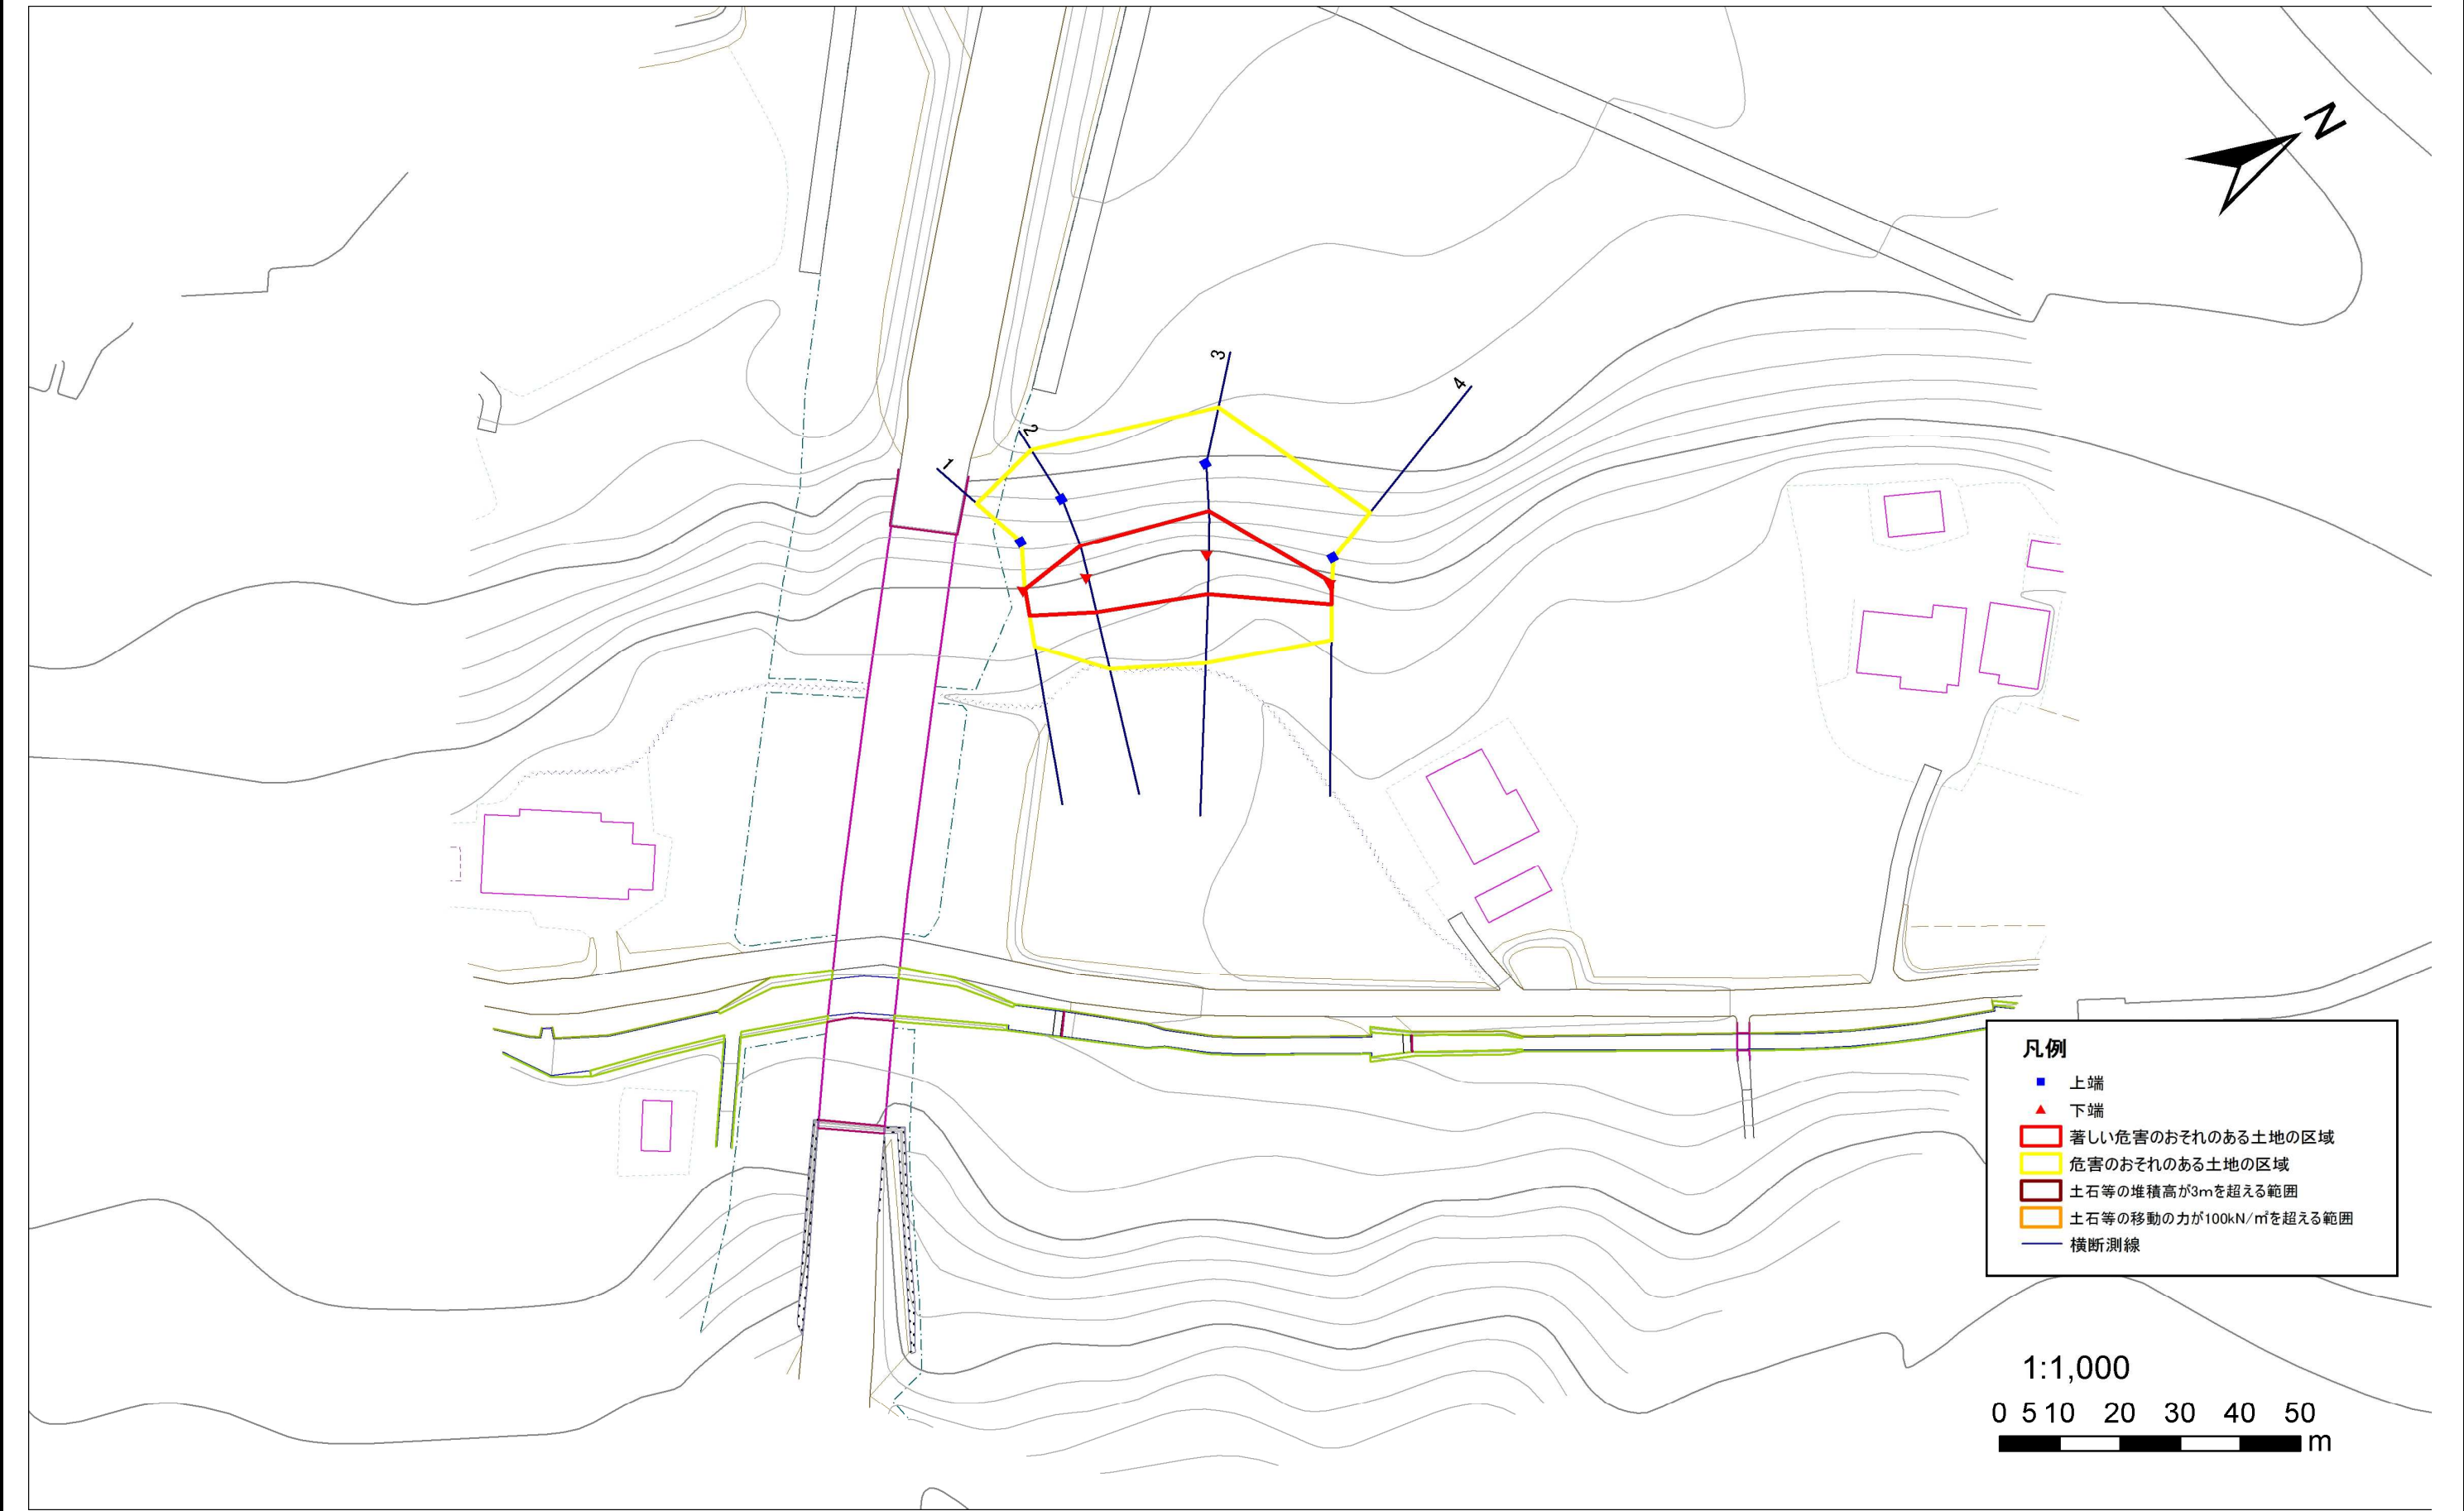 N
3
4
2
1
凡例
上端
下端
著しい危害のおそれのある土地の区域
危害のおそれのある土地の区域
土石等の堆積高が3mを超える範囲
土石等の移動の力が100kN/㎡を超える範囲
横断測線
1:1,000
0 5 10 20 30 40 50
m